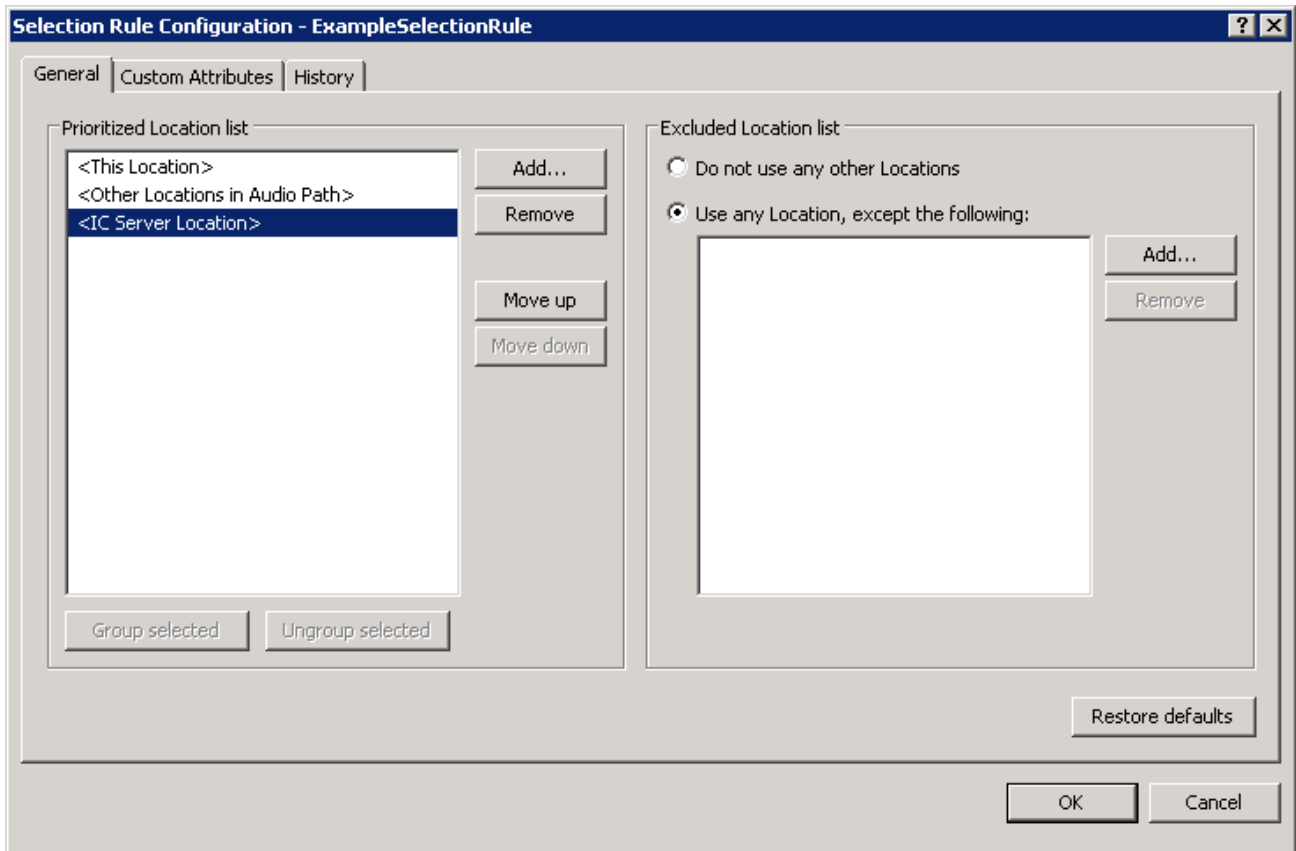 Selection Rule Configuration - ExampleSelectionRule
General
Custom Attributes
History
Prioritized Location list
<This Location>
<Other Locations in Audio Path>
<IC Server Location>
Add...
Remove
Move up
Move down
Group selected
Ungroup selected
Excluded Location list
Do not use any other Locations
Use any Location, except the following:
Add...
Remove
Restore defaults
OK
Cancel